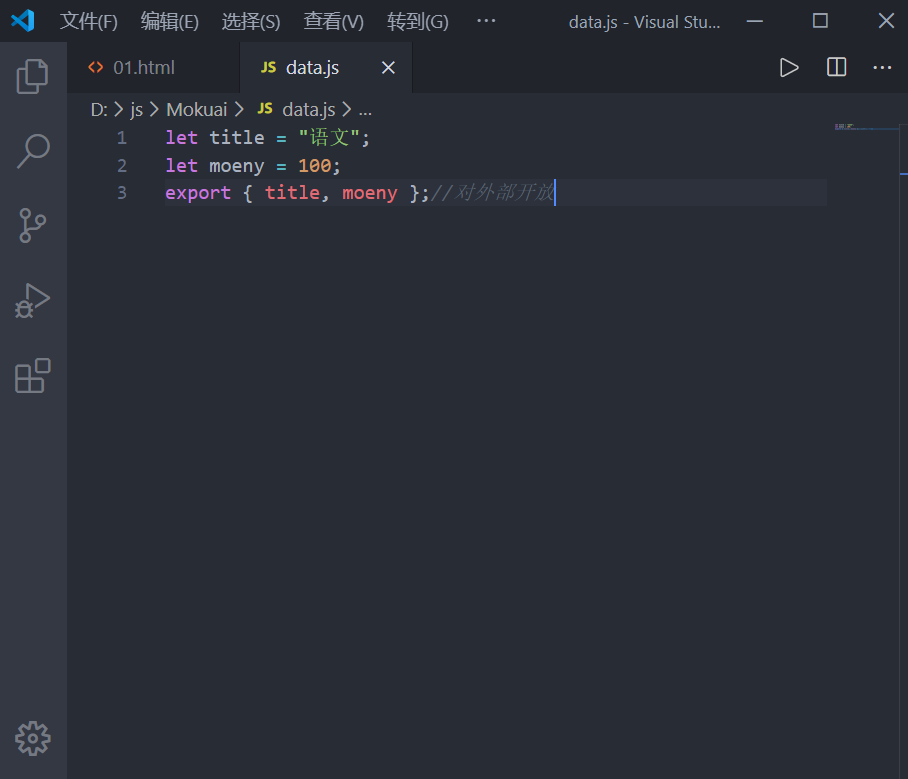 文件(F) 编辑(E) 选择(S) 查看(V) 转到(G) ··· data.js - Visual Stu...
<> 01.html JS data.js
D: > js > Mokuai > JS data.js > ...
1 let title = "语文";
2 let moeny = 100;
3 export { title, moeny };//对外部开放